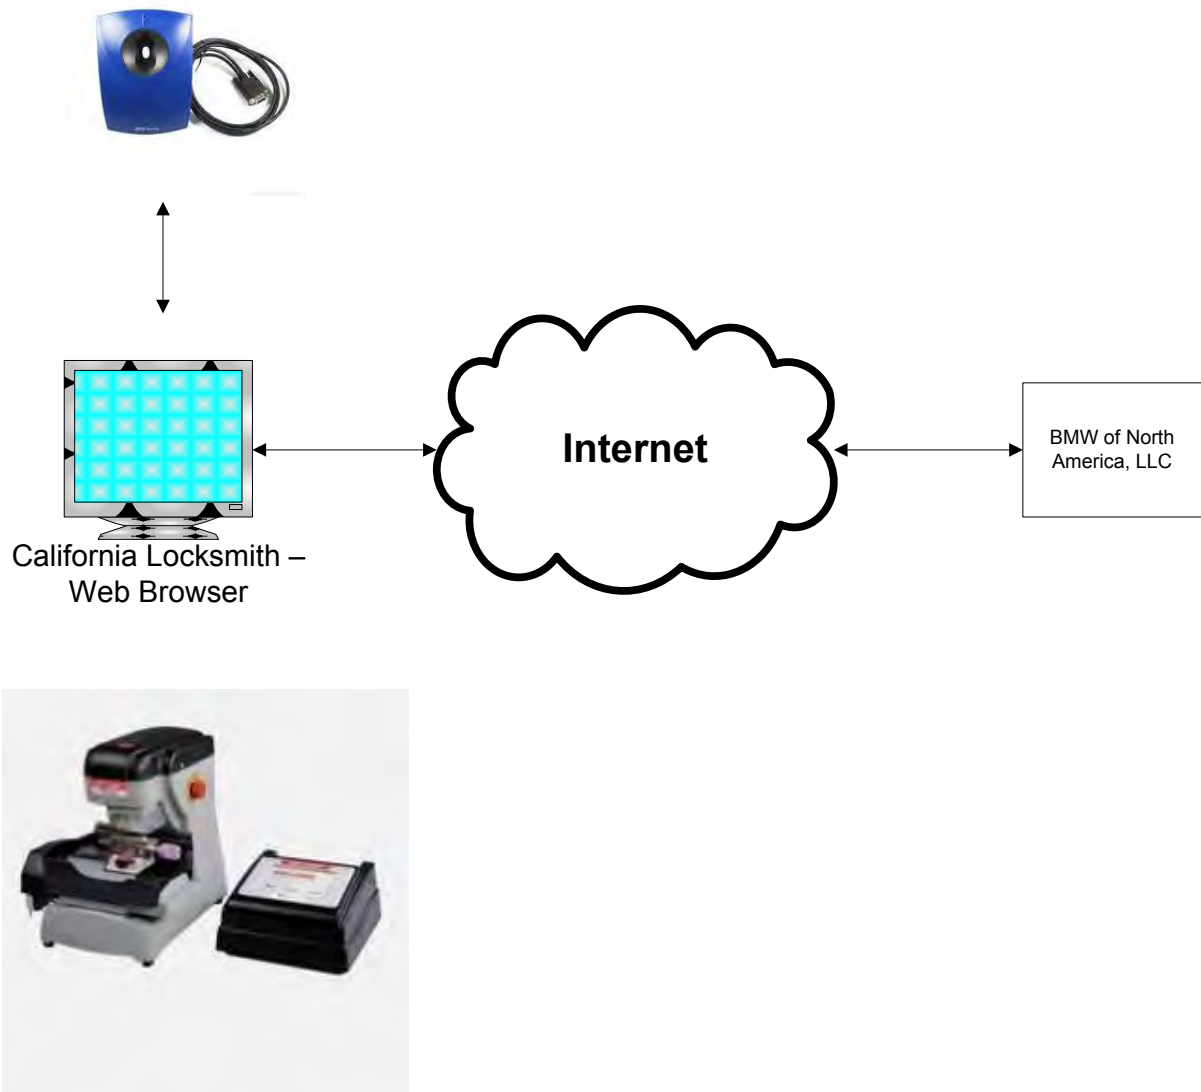 California Locksmith –
Web Browser
Internet
BMW of North
America, LLC